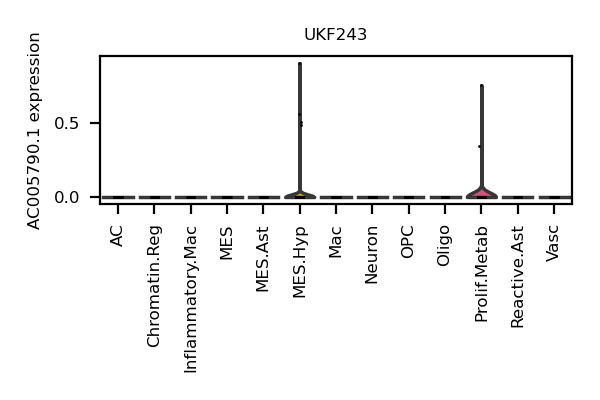 UKF243
AC005790.1 expression
0.5
0.0
AC
Chromatin.Reg
Inflammatory.Mac
MES
MES.Ast
MES.Hyp
Mac
Neuron
OPC
Oligo
Prolif.Metab
Reactive.Ast
Vasc